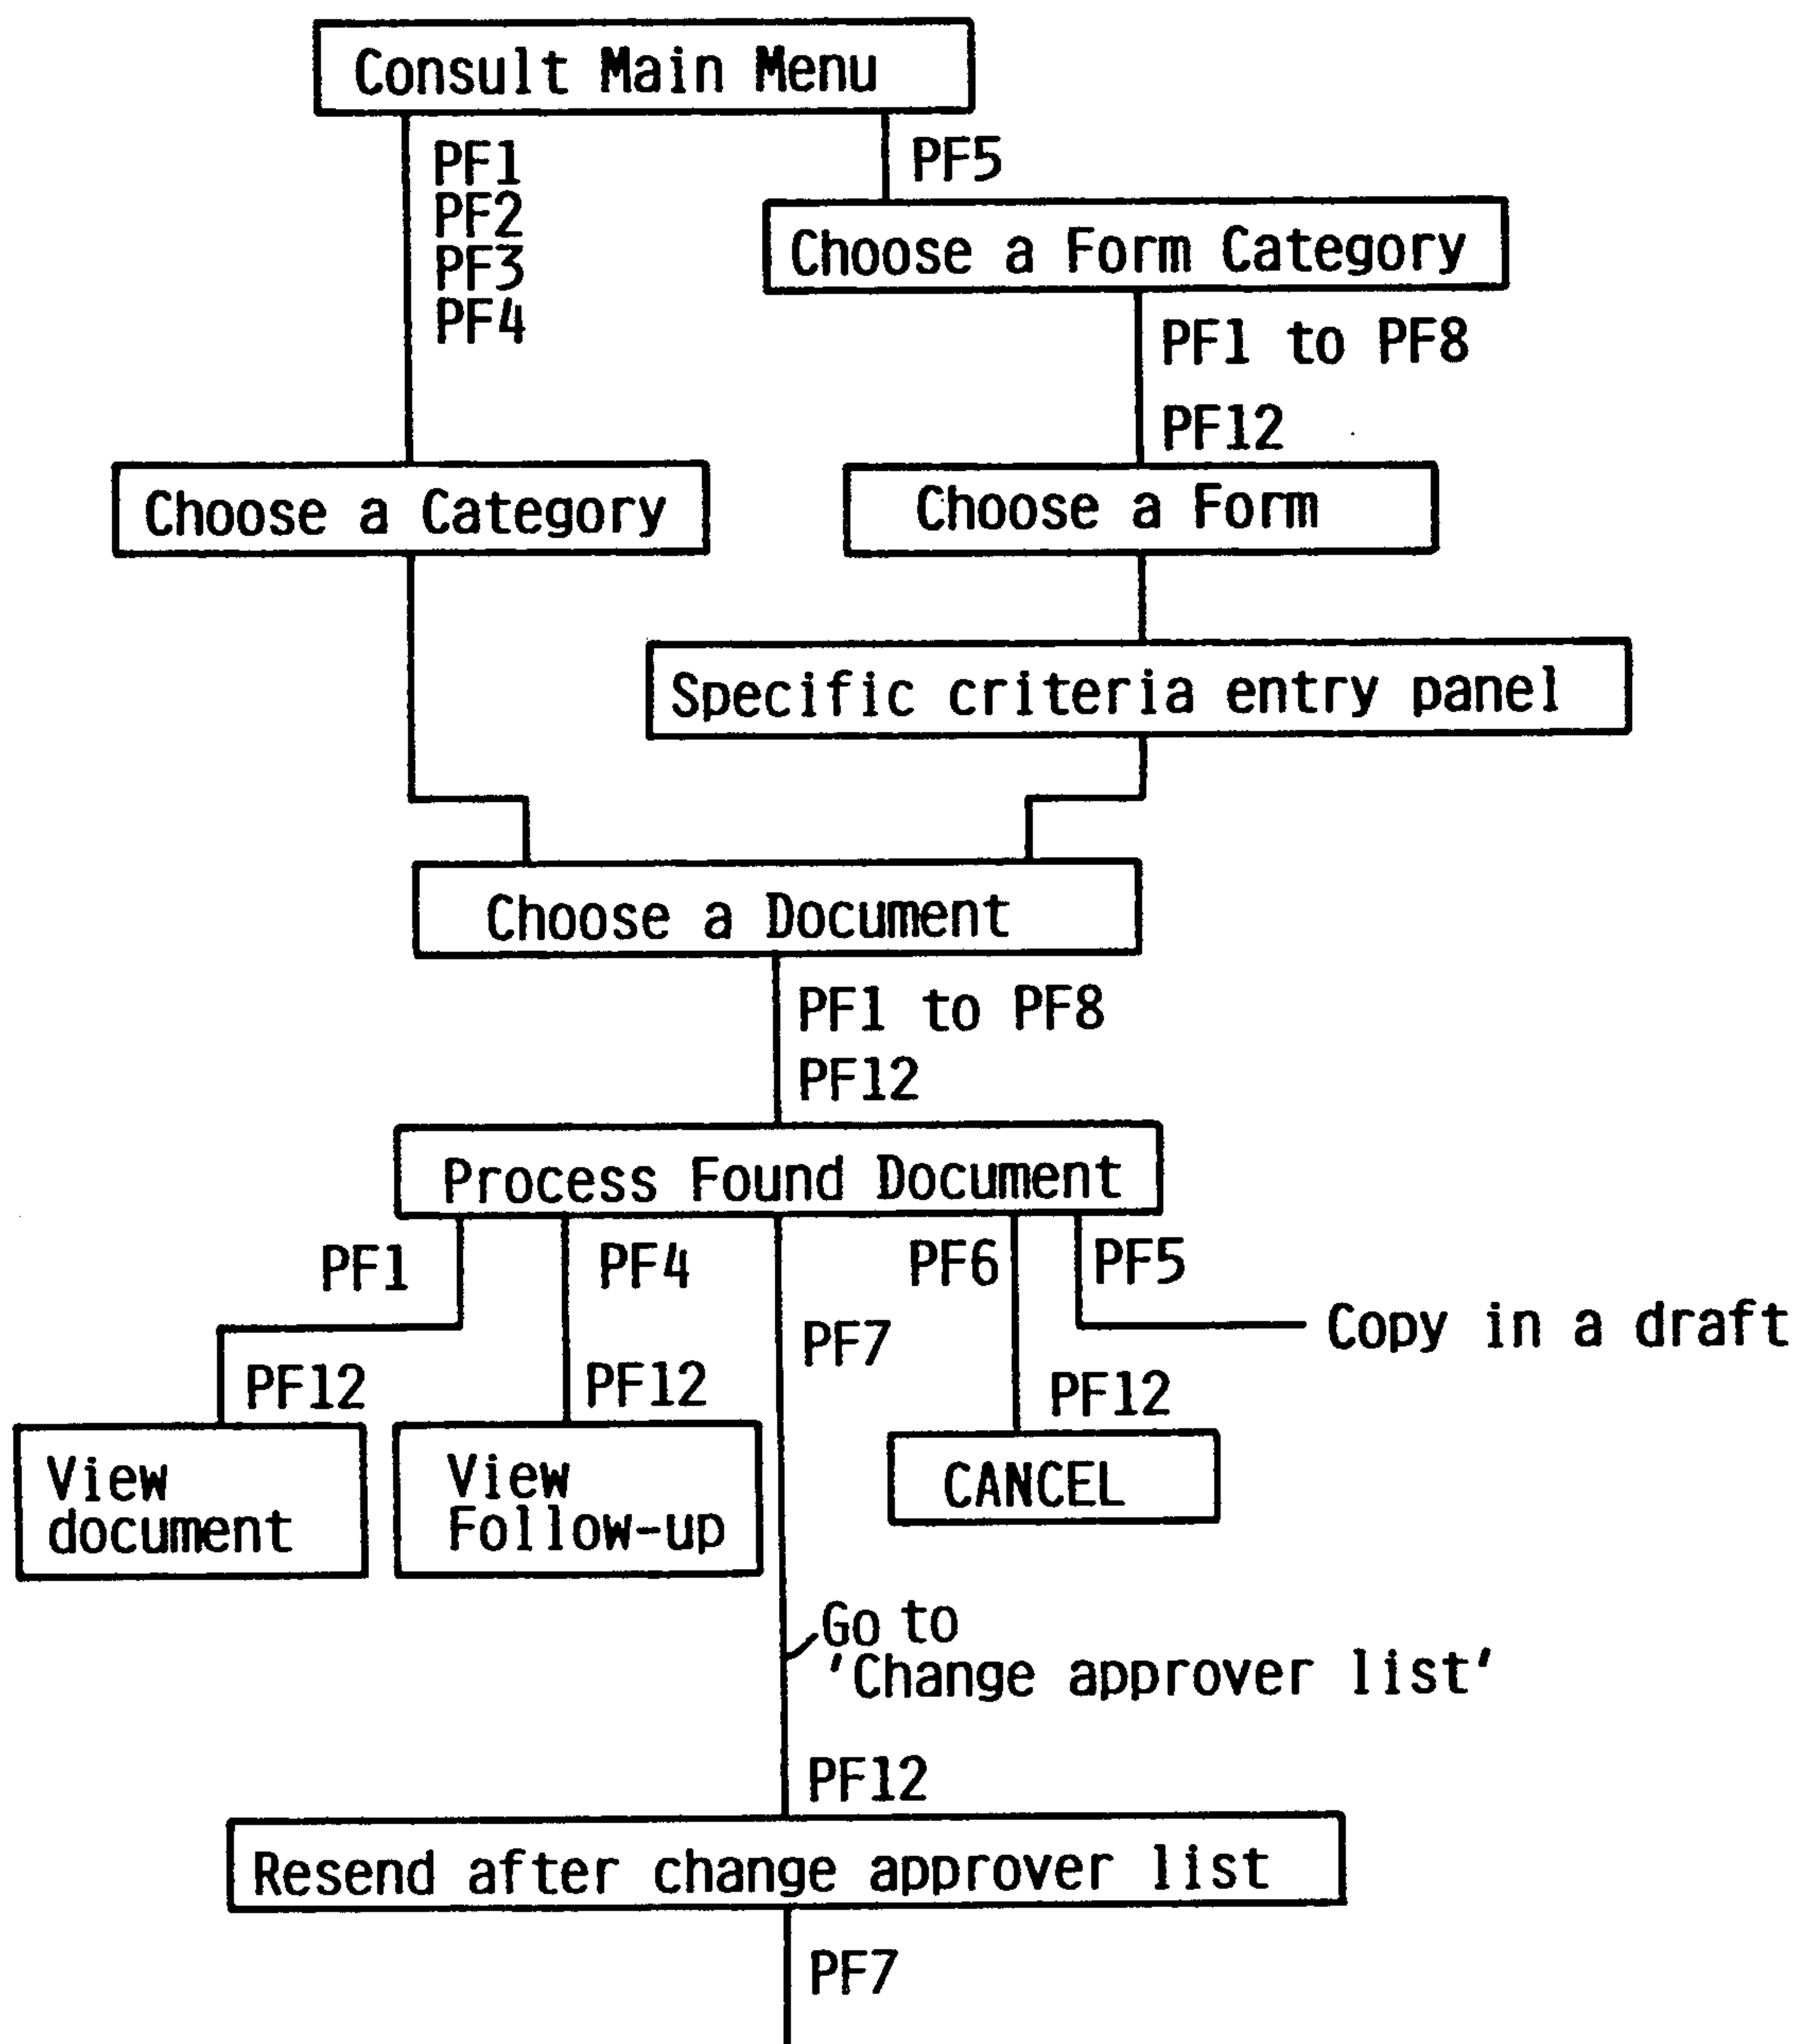 Consult Main Menu
PF1
PF2
PF3
PF4
PF5
Choose a Form Category
PF1 to PF8
PF12
Choose a Category
Choose a Form
Specific criteria entry panel
Choose a Document
PF1 to PF8
PF12
Process Found Document
PF1
PF4
PF7
PF6
PF5
Copy in a draft
PF12
PF12
PF12
View
document
View
Follow-up
CANCEL
Go to
'Change approver list'
PF12
Resend after change approver list
PF7